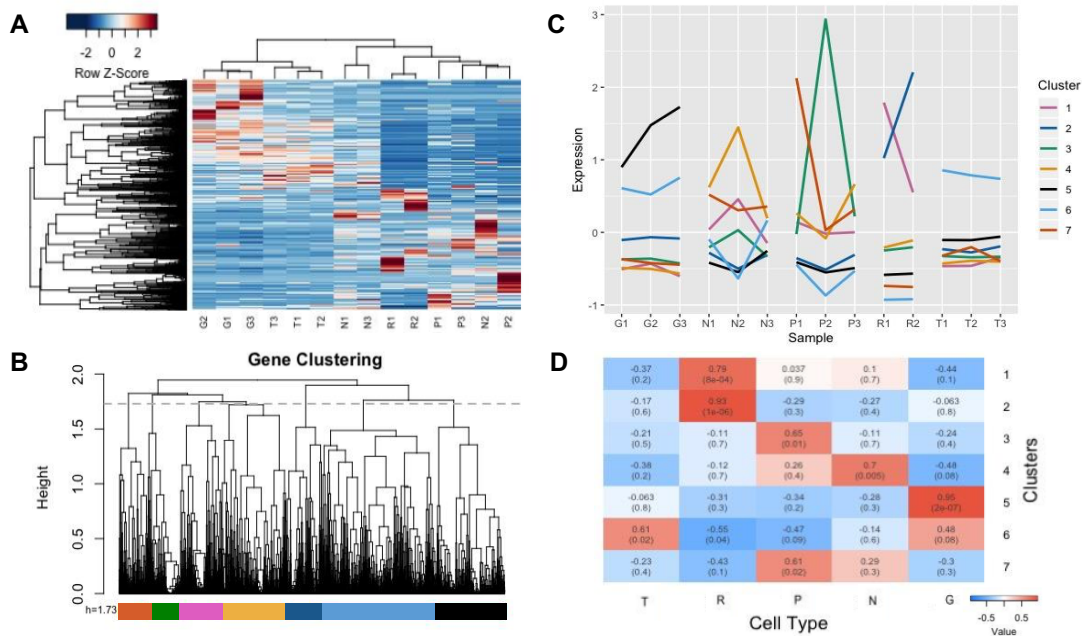 A
-2 0 2
Row Z-Score
G2 G1 G3 T3 T1 T2 N1 N3 R1 R2 P1 P3 N2 P2
B
Gene Clustering
Height
2.0
1.5
1.0
0.5
0.0
h=1.73
C
Expression
3
2
1
0
-1
G1 G2 G3 N1 N2 N3 P1 P2 P3 R1 R2 T1 T2 T3
Sample
Cluster
1
2
3
4
5
6
7
D
-0.37 0.79 0.037 0.1 -0.44
(0.2) (8e-04) (0.9) (0.7) (0.1)
1
-0.17 0.93 -0.29 -0.27 -0.063
(0.6) (1e-06) (0.3) (0.4) (0.8)
2
-0.21 -0.11 0.65 -0.11 -0.24
(0.5) (0.7) (0.01) (0.7) (0.4)
3
-0.38 -0.12 0.26 0.7 -0.48
(0.2) (0.7) (0.4) (0.005) (0.08)
4
-0.063 -0.31 -0.34 -0.28 0.95
(0.8) (0.3) (0.2) (0.3) (2e-07)
5
0.61 -0.55 -0.47 -0.14 0.48
(0.02) (0.04) (0.09) (0.6) (0.08)
6
-0.23 -0.43 0.61 0.29 -0.3
(0.4) (0.1) (0.02) (0.3) (0.3)
7
Clusters
T R P N G
Cell Type
-0.5 0.5
Value